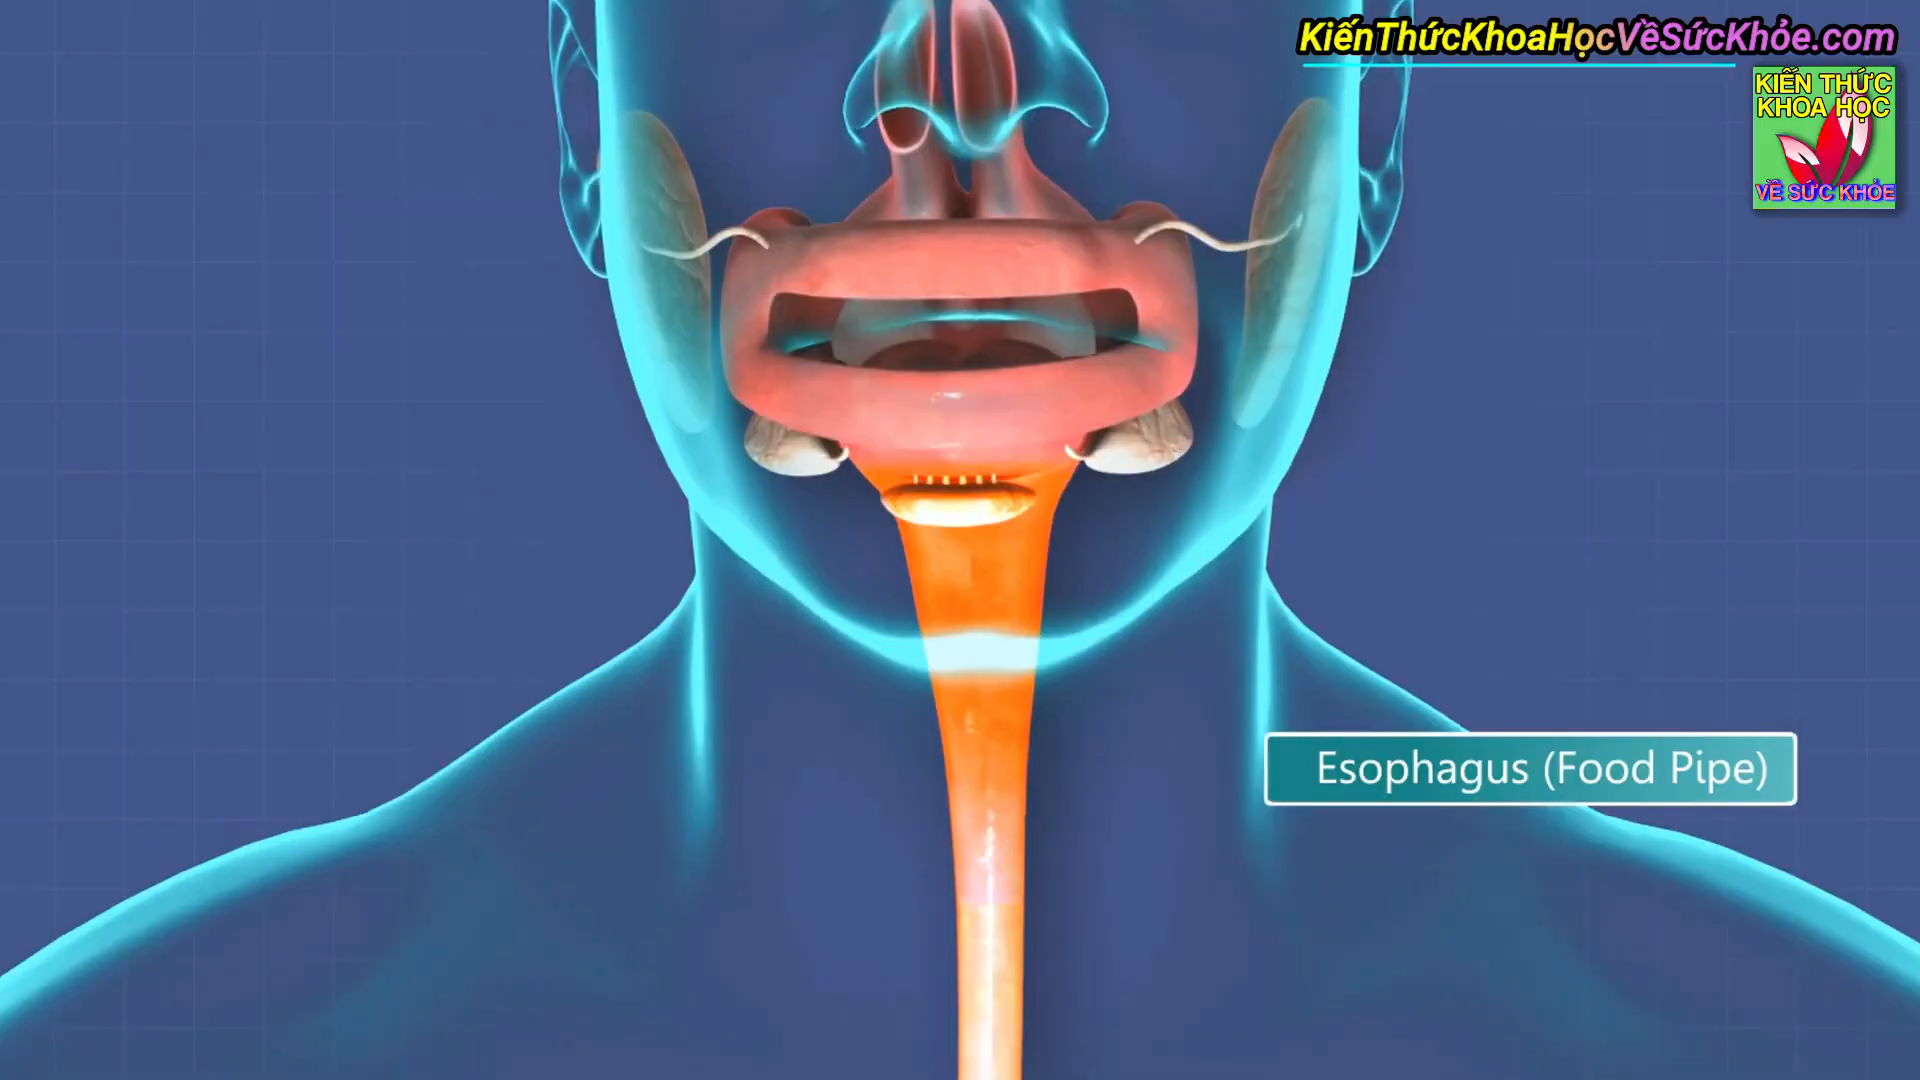 KiếnThứcKhoaHọcVềSứcKhỏe.com
KIẾN THỨC
KHOA HỌC
VỀ SỨC KHỎE
Esophagus (Food Pipe)